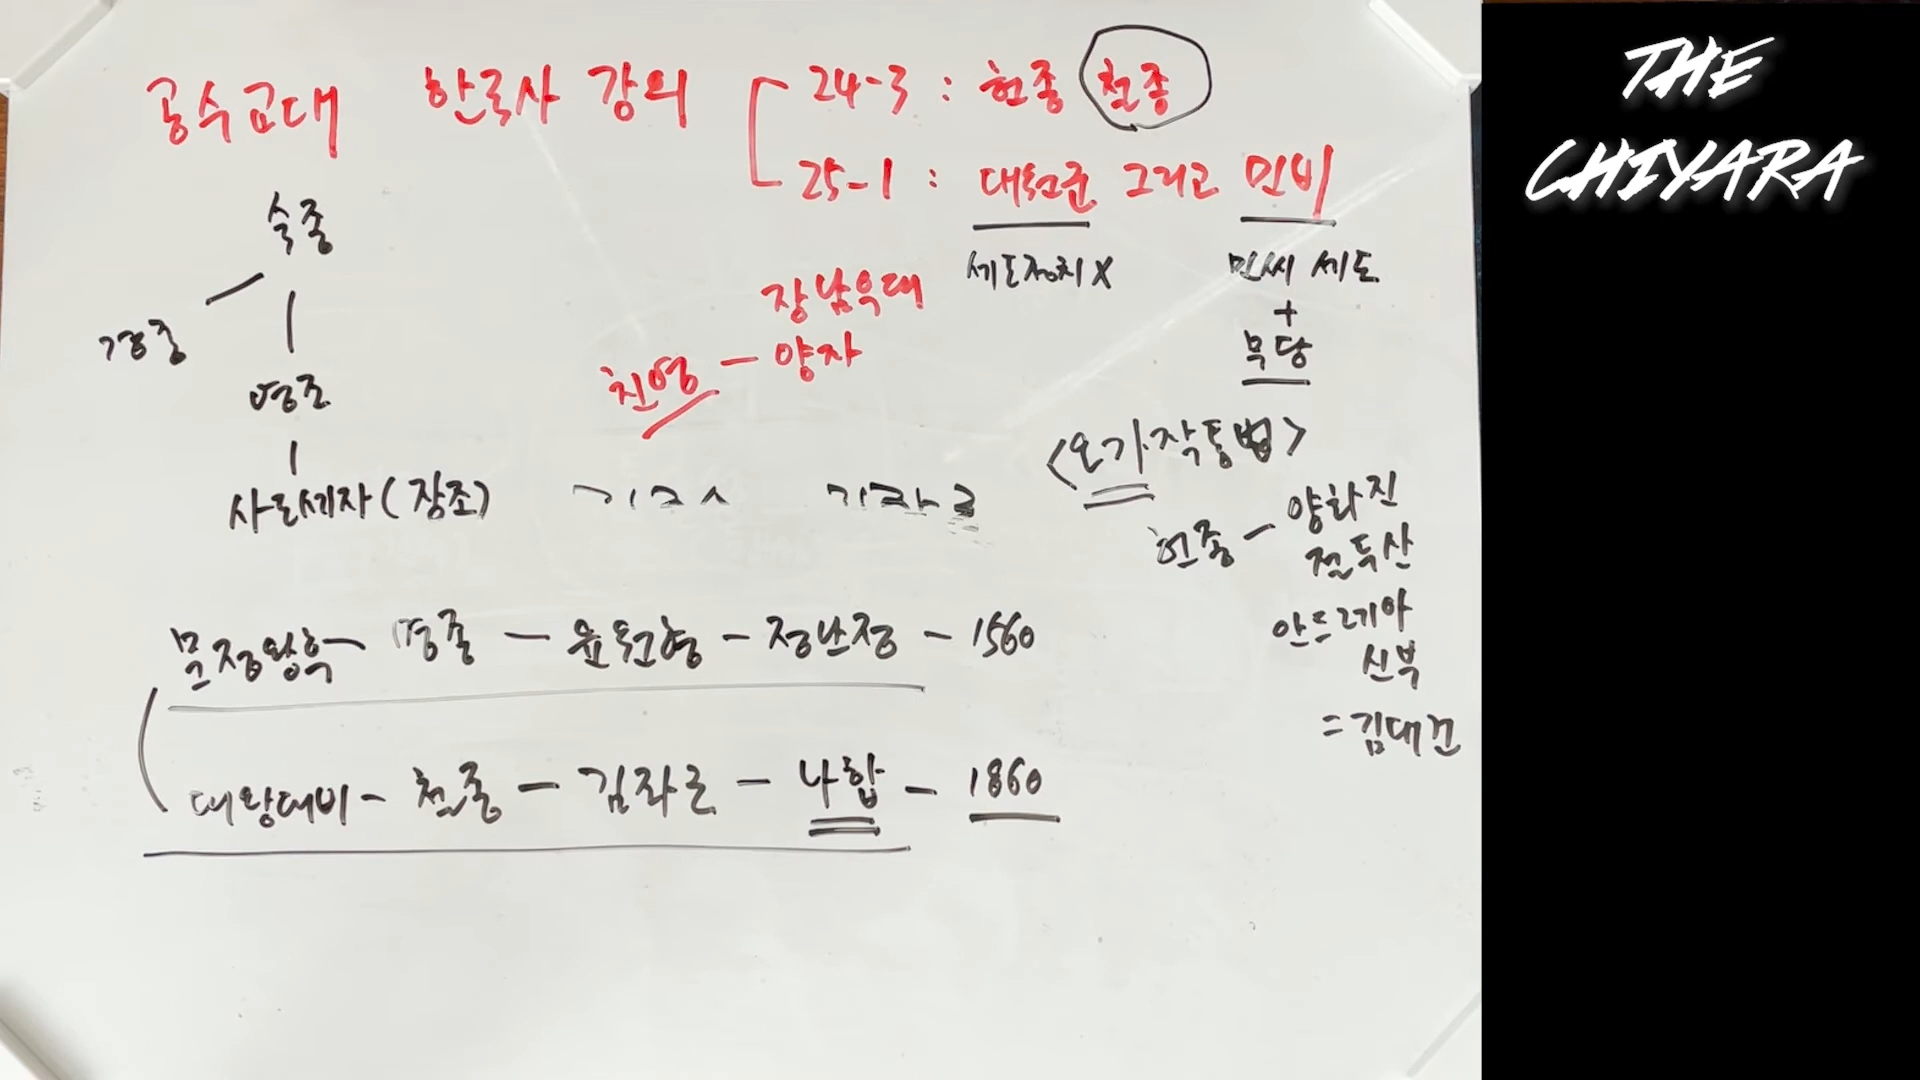 공수교대 한국사 강의
24-3 : 헌종 철종
25-1 : 대원군 그리고 민비
세도정치 X
민씨 세도
+
무당
숙종
경종
영조
사도세자 (장조)
장남우대
친영 - 양자
<오가작통법>
헌종 - 양화진
절두산
안드레아
신부
= 김대건
문정왕후 - 명종 - 윤원형 - 정난정 - 1560
대왕대비 - 철종 - 김좌근 - 나합 - 1860
THE
CHIYARA